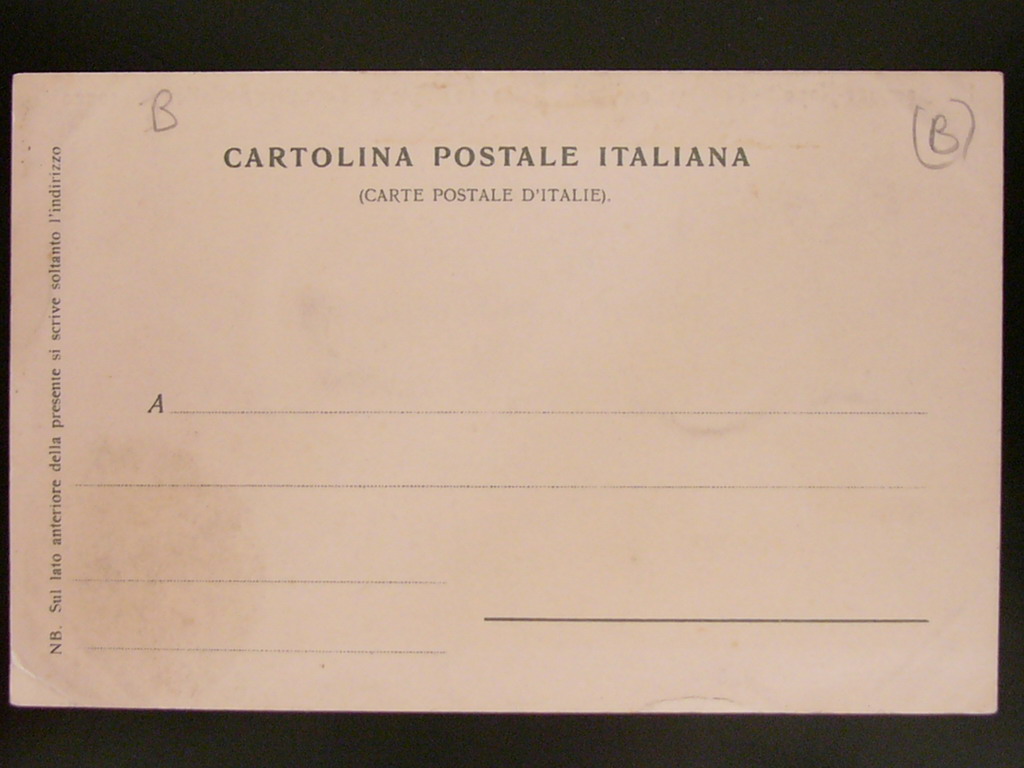 B
(B)
CARTOLINA POSTALE ITALIANA
(CARTE POSTALE D'ITALIE).
A
NB. Sul lato anteriore della presente si scrive soltanto l'indirizzo